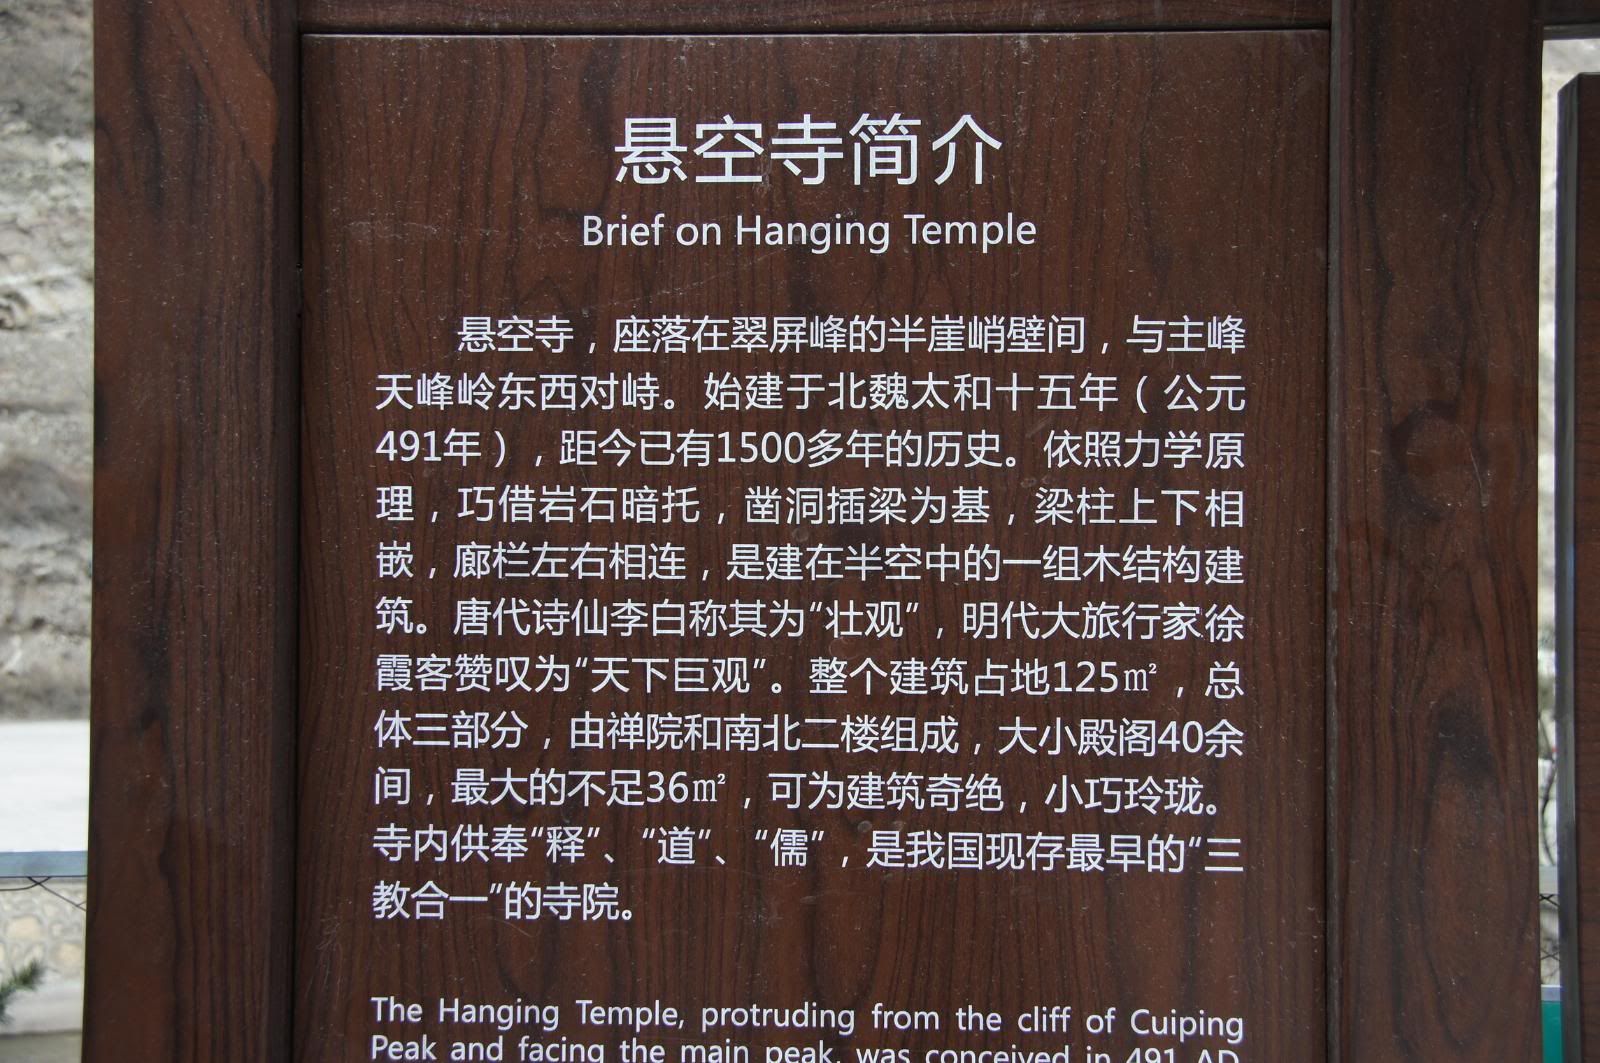 悬空寺简介
Brief on Hanging Temple
悬空寺，座落在翠屏峰的半崖峭壁间，与主峰
天峰岭东西对峙。始建于北魏太和十五年（公元
491年），距今已有1500多年的历史。依照力学原
理，巧借岩石暗托，凿洞插梁为基，梁柱上下相
嵌，廊栏左右相连，是建在半空中的一组木结构建
筑。唐代诗仙李白称其为“壮观”，明代大旅行家徐
霞客赞叹为“天下巨观”。整个建筑占地125㎡，总
体三部分，由禅院和南北二楼组成，大小殿阁40余
间，最大的不足36㎡，可为建筑奇绝，小巧玲珑。
寺内供奉“释”、“道”、“儒”，是我国现存最早的“三
教合一”的寺院。
The Hanging Temple, protruding from the cliff of Cuiping
Peak and facing the main peak, was conceived in 491 AD,